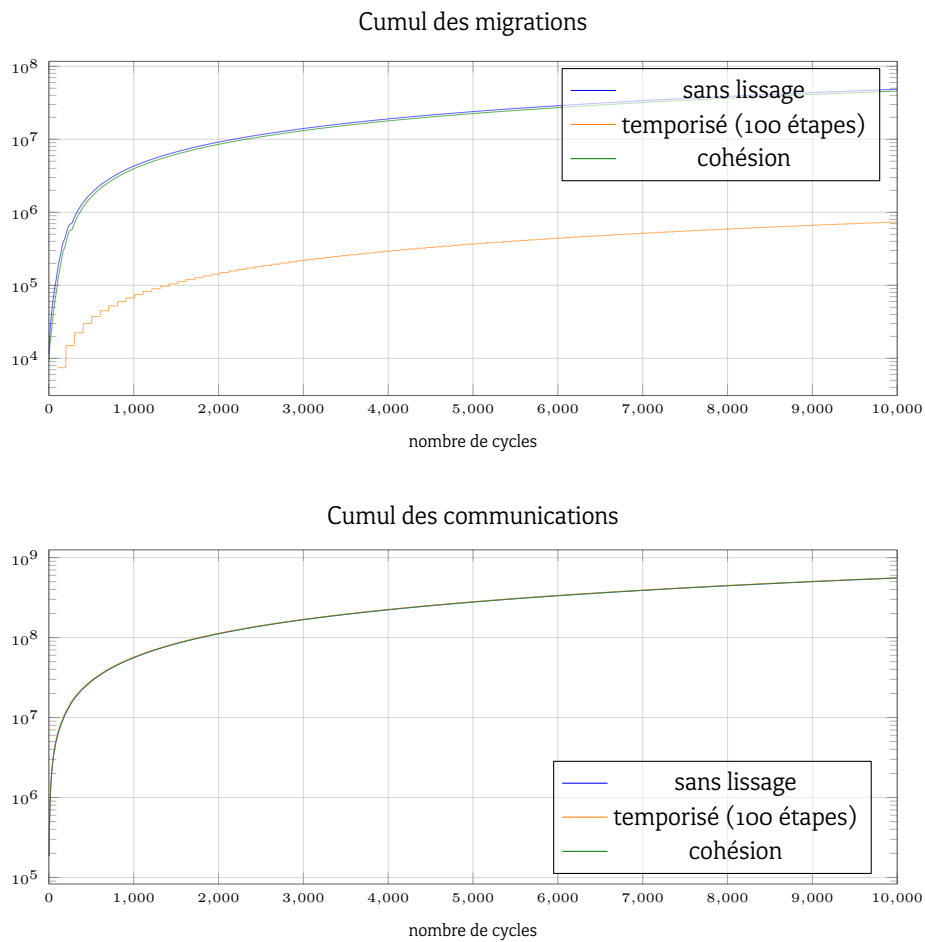 Cumul des migrations
10^8
10^7
10^6
10^5
10^4
sans lissage
temporisé (100 étapes)
cohésion
0 1,000 2,000 3,000 4,000 5,000 6,000 7,000 8,000 9,000 10,000
nombre de cycles
Cumul des communications
10^9
10^8
10^7
10^6
10^5
sans lissage
temporisé (100 étapes)
cohésion
0 1,000 2,000 3,000 4,000 5,000 6,000 7,000 8,000 9,000 10,000
nombre de cycles